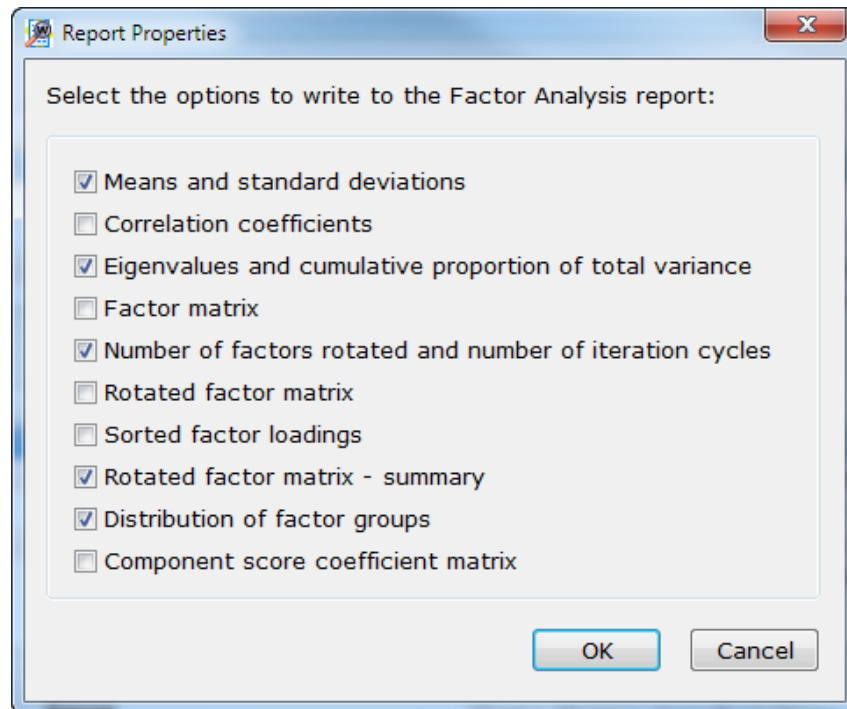 Report Properties
Select the options to write to the Factor Analysis report:
Means and standard deviations
Correlation coefficients
Eigenvalues and cumulative proportion of total variance
Factor matrix
Number of factors rotated and number of iteration cycles
Rotated factor matrix
Sorted factor loadings
Rotated factor matrix - summary
Distribution of factor groups
Component score coefficient matrix
OK Cancel